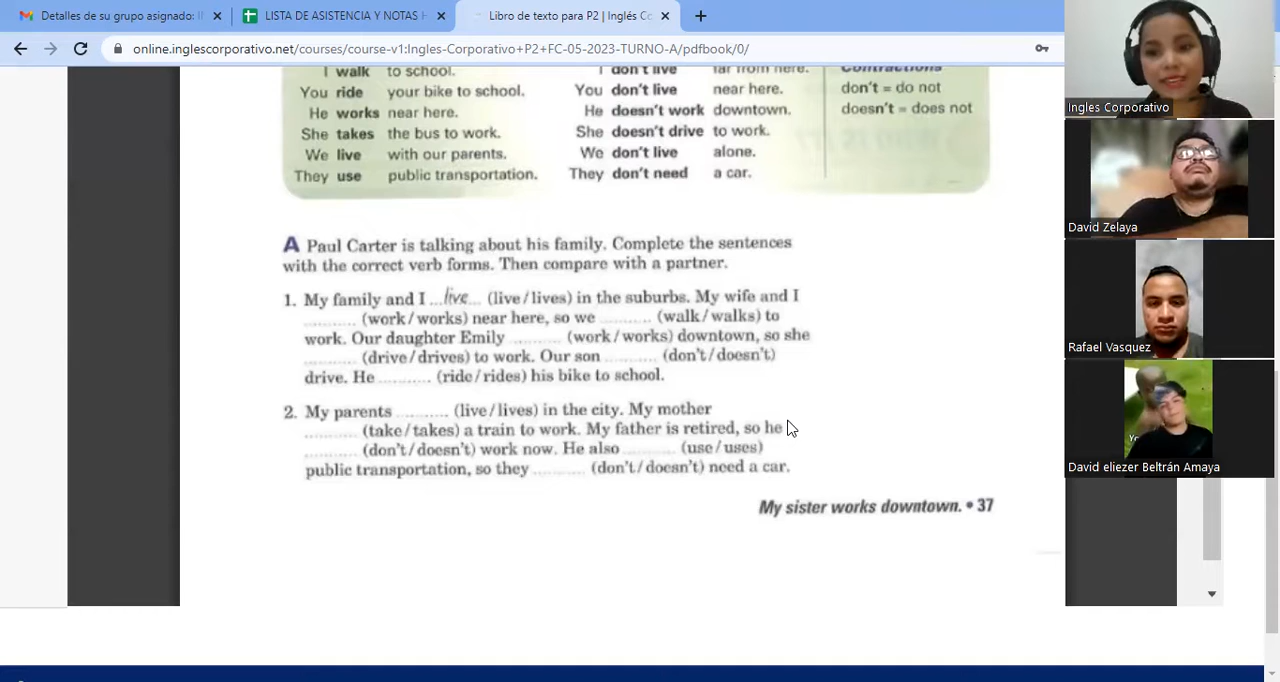 Detalles de su grupo asignado: I
LISTA DE ASISTENCIA Y NOTAS H
Libro de texto para P2 | Inglés Co
online.inglescorporativo.net/courses/course-v1:Ingles-Corporativo+P2+FC-05-2023-TURNO-A/pdfbook/0/
I walk to school. I don't live far from here. Contractions
You ride your bike to school. You don't live near here. don't = do not
He works near here. He doesn't work downtown. doesn't = does not
She takes the bus to work. She doesn't drive to work.
We live with our parents. We don't live alone.
They use public transportation. They don't need a car.
A Paul Carter is talking about his family. Complete the sentences
with the correct verb forms. Then compare with a partner.
1. My family and I ...live... (live/lives) in the suburbs. My wife and I
.......... (work/works) near here, so we .......... (walk/walks) to
work. Our daughter Emily .......... (work/works) downtown, so she
.......... (drive/drives) to work. Our son .......... (don't/doesn't)
drive. He .......... (ride/rides) his bike to school.
2. My parents .......... (live/lives) in the city. My mother
.......... (take/takes) a train to work. My father is retired, so he
.......... (don't/doesn't) work now. He also .......... (use/uses)
public transportation, so they .......... (don't/doesn't) need a car.
My sister works downtown. • 37
Ingles Corporativo
David Zelaya
Rafael Vasquez
David eliezer Beltrán Amaya